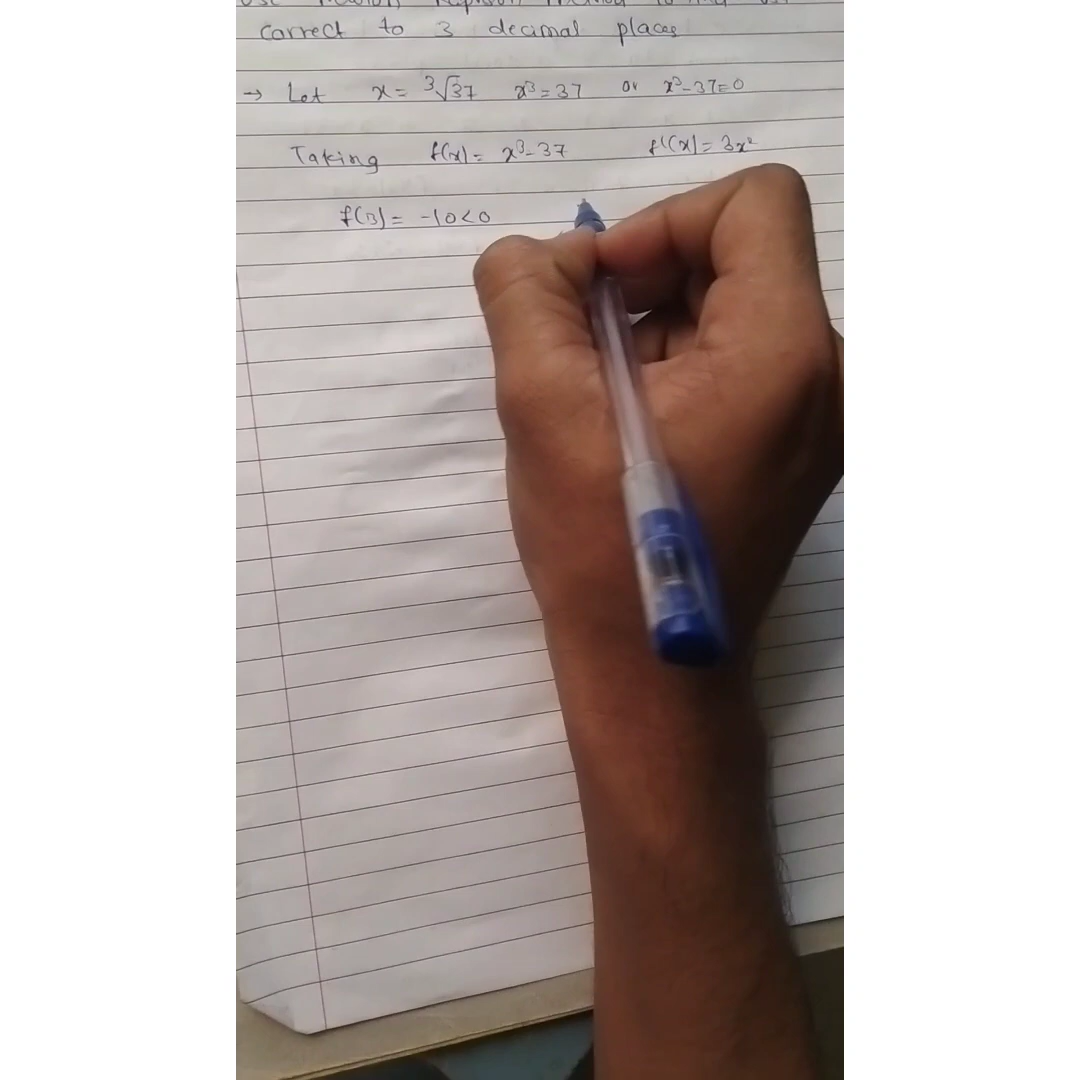 correct to 3 decimal places
→ Let x = ³√37 x³ = 37 or x³-37=0
Taking f(x) = x³-37 f'(x) = 3x²
f(3) = -10<0